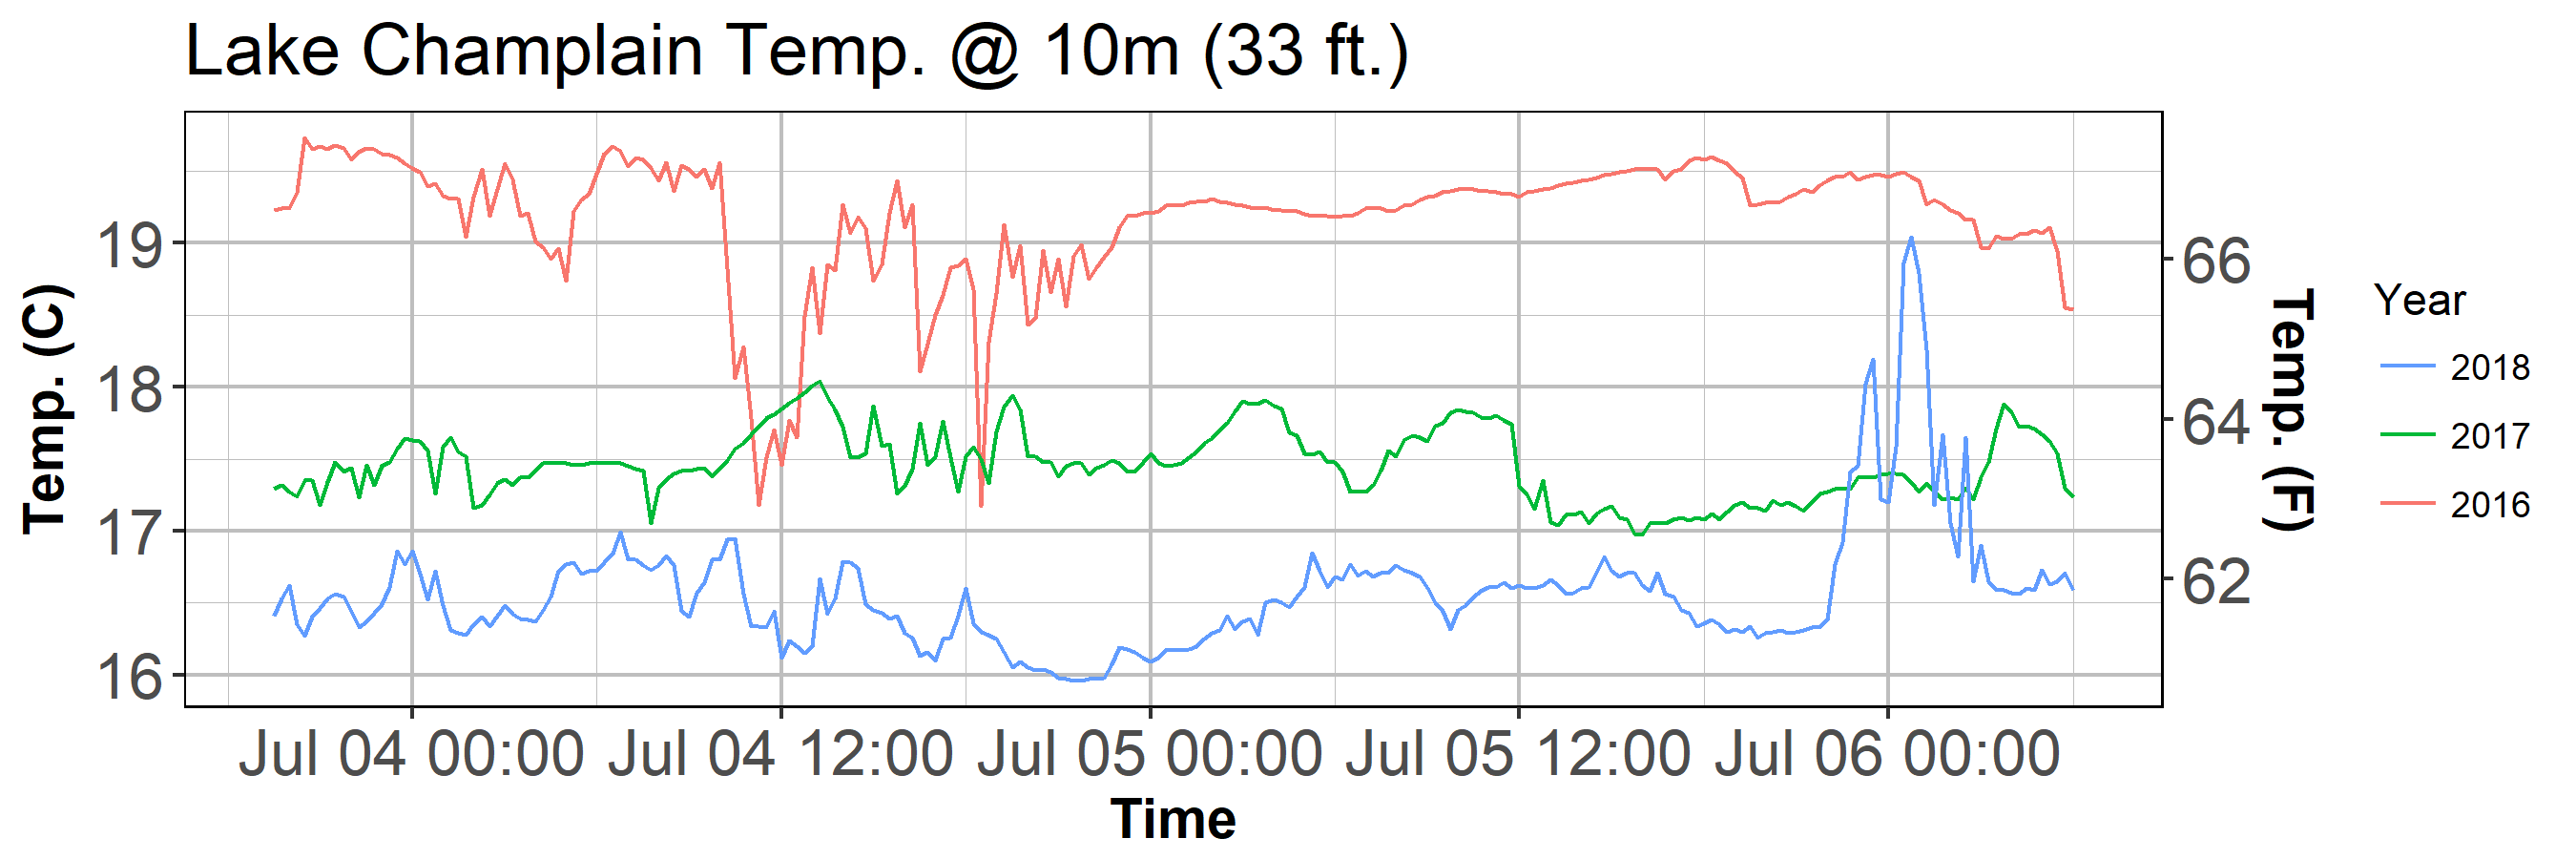 Lake Champlain Temp. @ 10m (33 ft.)
Temp. (C)
19
18
17
16
66
64
62
Temp. (F)
Jul 04 00:00 Jul 04 12:00 Jul 05 00:00 Jul 05 12:00 Jul 06 00:00
Time
Year
2018
2017
2016